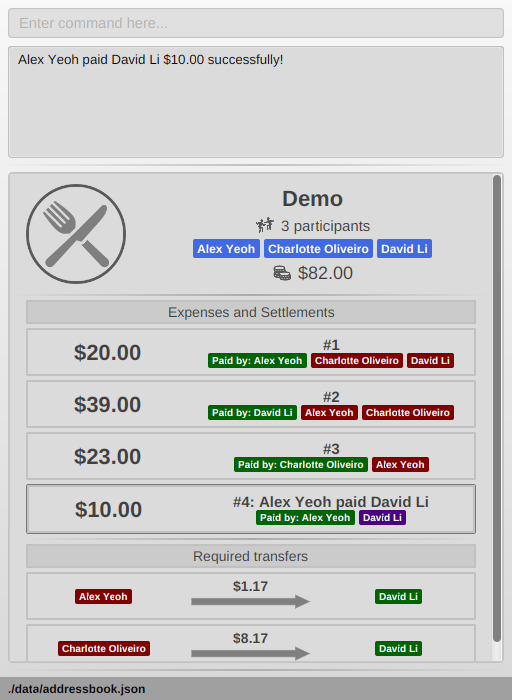 Enter command here...
Alex Yeoh paid David Li $10.00 successfully!
Demo
3 participants
Alex Yeoh Charlotte Oliveiro David Li
$82.00
Expenses and Settlements
$20.00
#1
Paid by: Alex Yeoh Charlotte Oliveiro David Li
$39.00
#2
Paid by: David Li Alex Yeoh Charlotte Oliveiro
$23.00
#3
Paid by: Charlotte Oliveiro Alex Yeoh
$10.00
#4: Alex Yeoh paid David Li
Paid by: Alex Yeoh David Li
Required transfers
Alex Yeoh $1.17 David Li
Charlotte Oliveiro $8.17 David Li
./data/addressbook.json